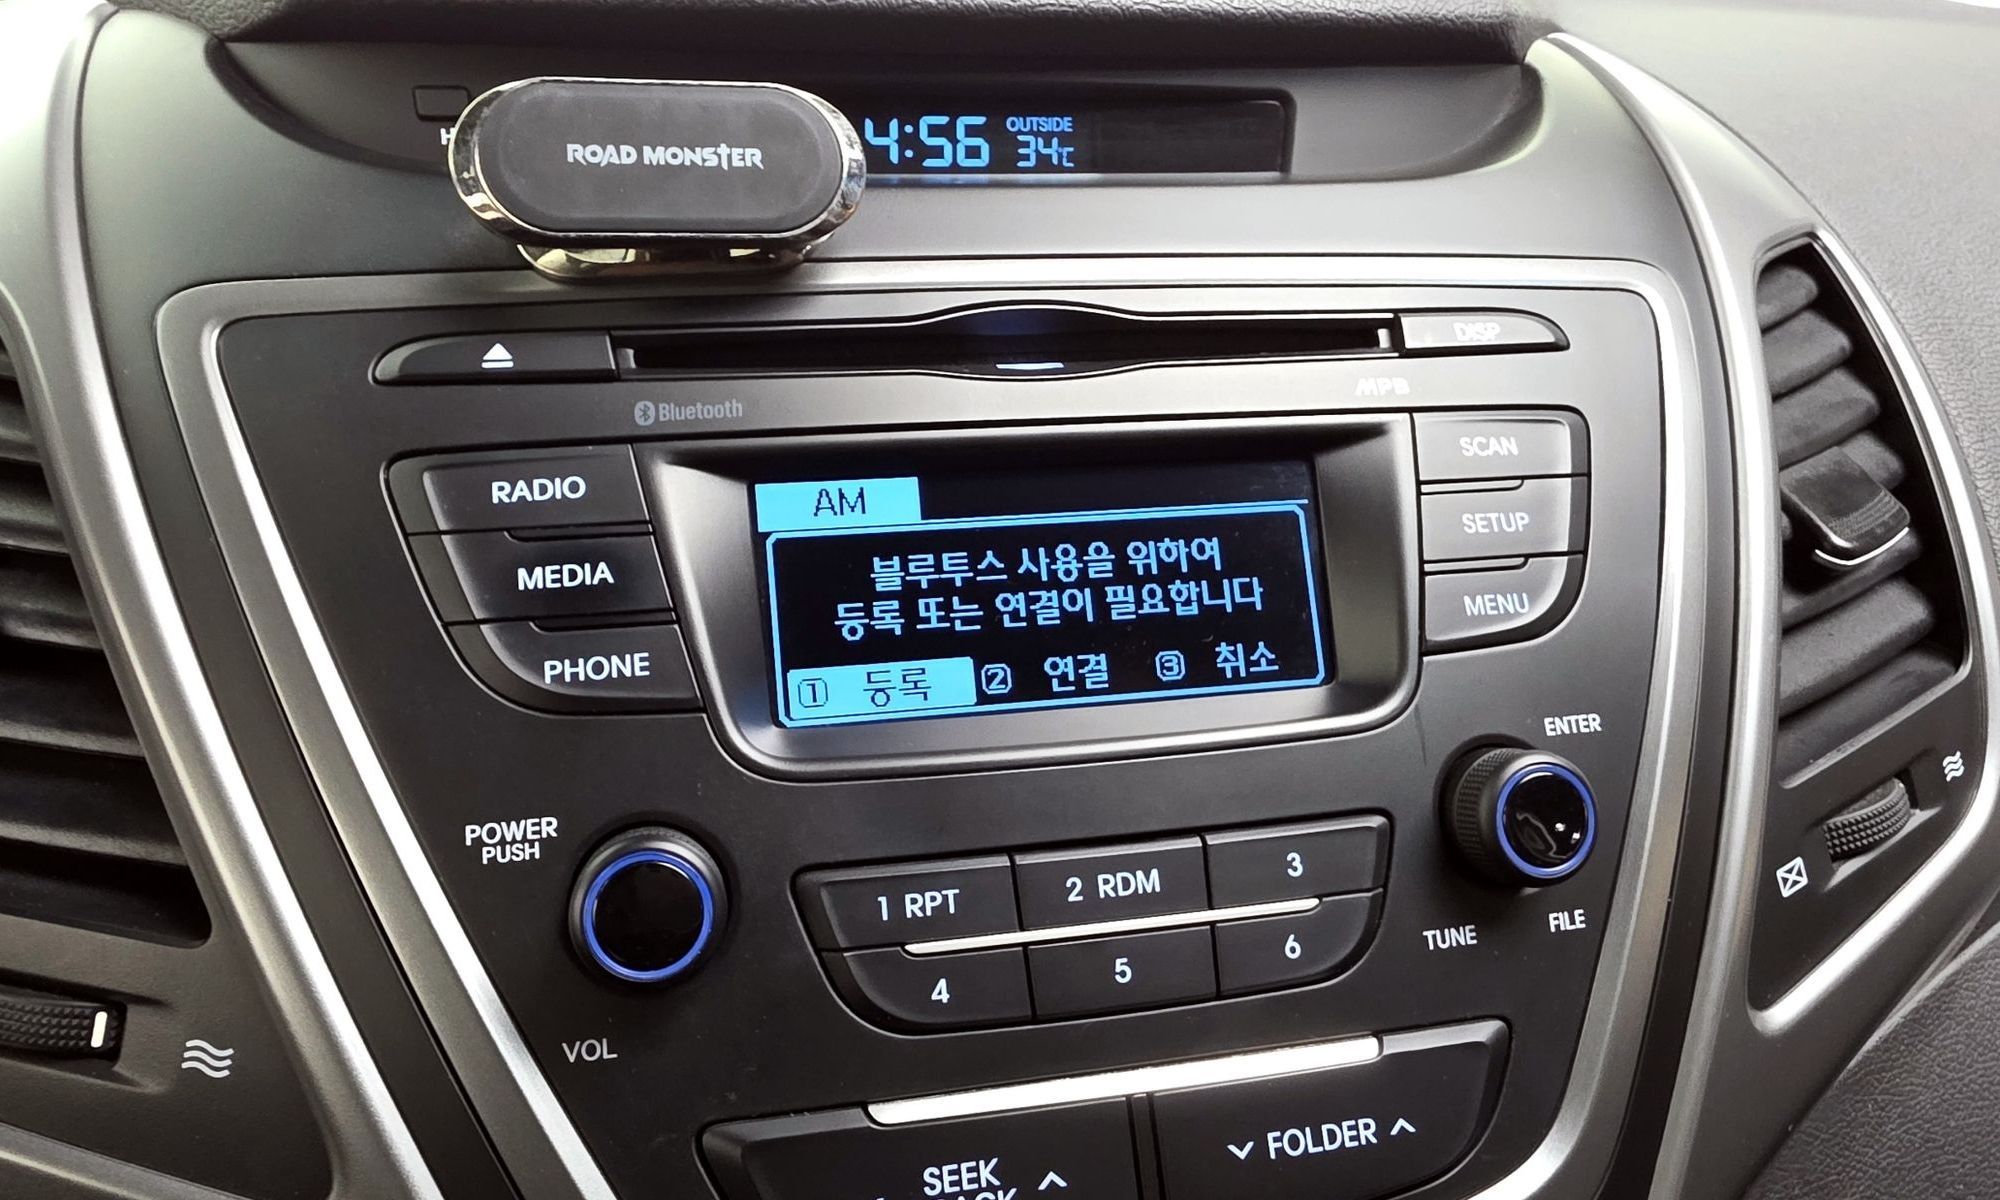 ROAD MONSTER
4:56
OUTSIDE
34℃
DISP
Bluetooth
RADIO
MEDIA
PHONE
AM
블루투스 사용을 위하여
등록 또는 연결이 필요합니다
① 등록 ② 연결 ③ 취소
SCAN
SETUP
MENU
POWER
PUSH
VOL
1 RPT
2 RDM
3
4
5
6
ENTER
TUNE
FILE
SEEK
FOLDER